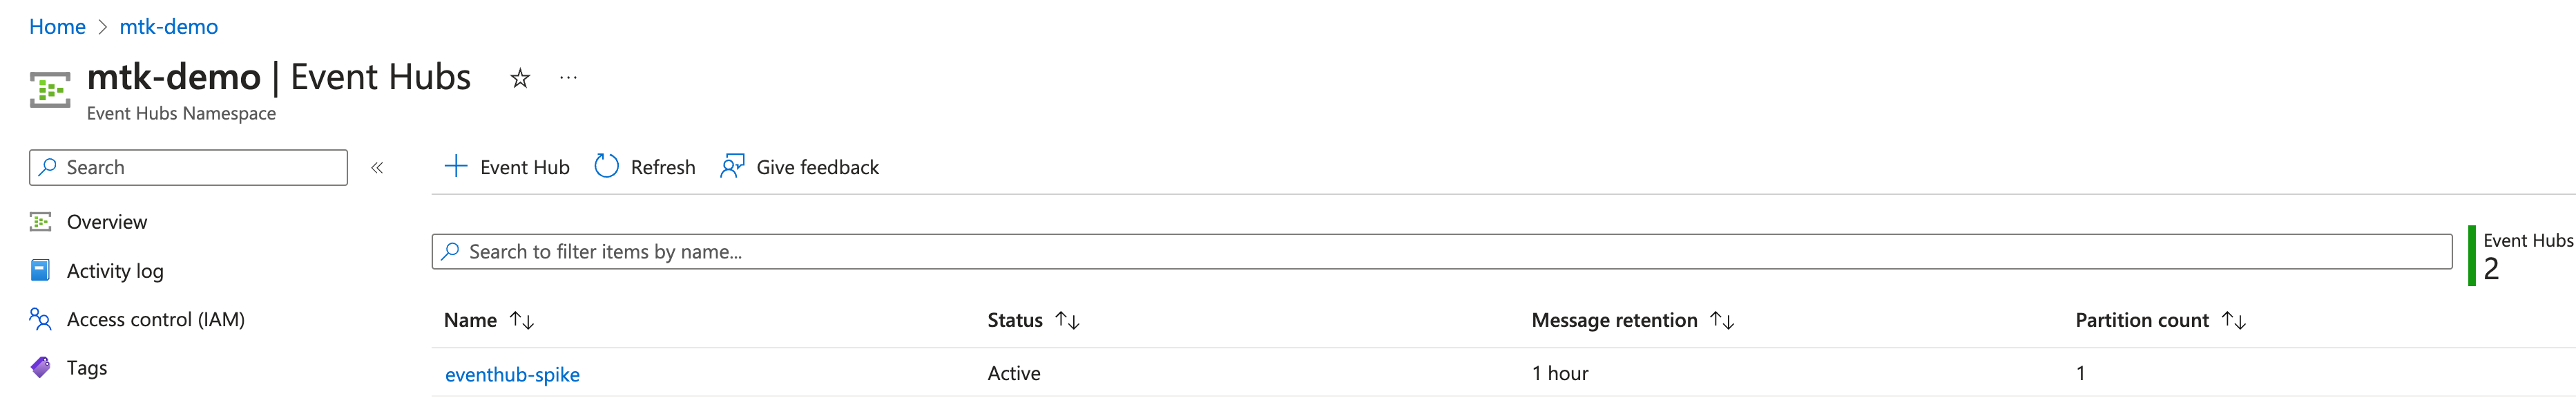 Home > mtk-demo
mtk-demo | Event Hubs
Event Hubs Namespace
Search
Overview
Activity log
Access control (IAM)
Tags
Event Hub Refresh Give feedback
Search to filter items by name...
Event Hubs
2
Name Status Message retention Partition count
eventhub-spike Active 1 hour 1